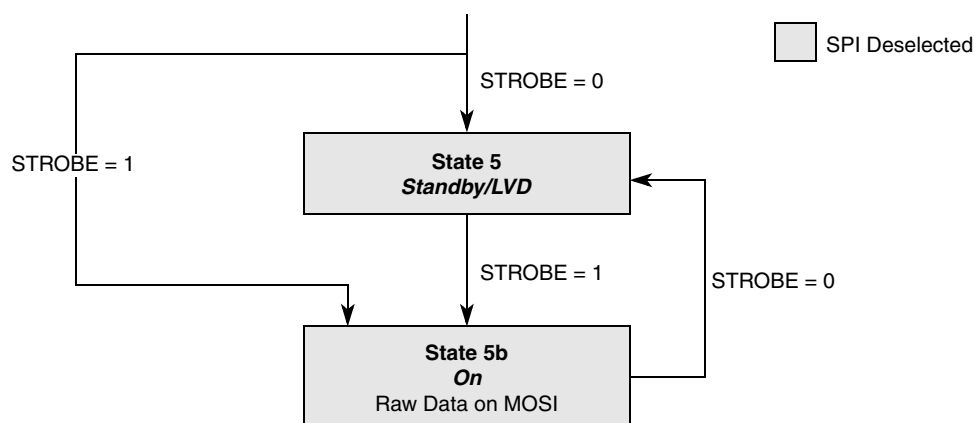 SPI Deselected
STROBE = 0
State 5
Standby/LVD
STROBE = 1
STROBE = 1
STROBE = 0
State 5b
On
Raw Data on MOSI